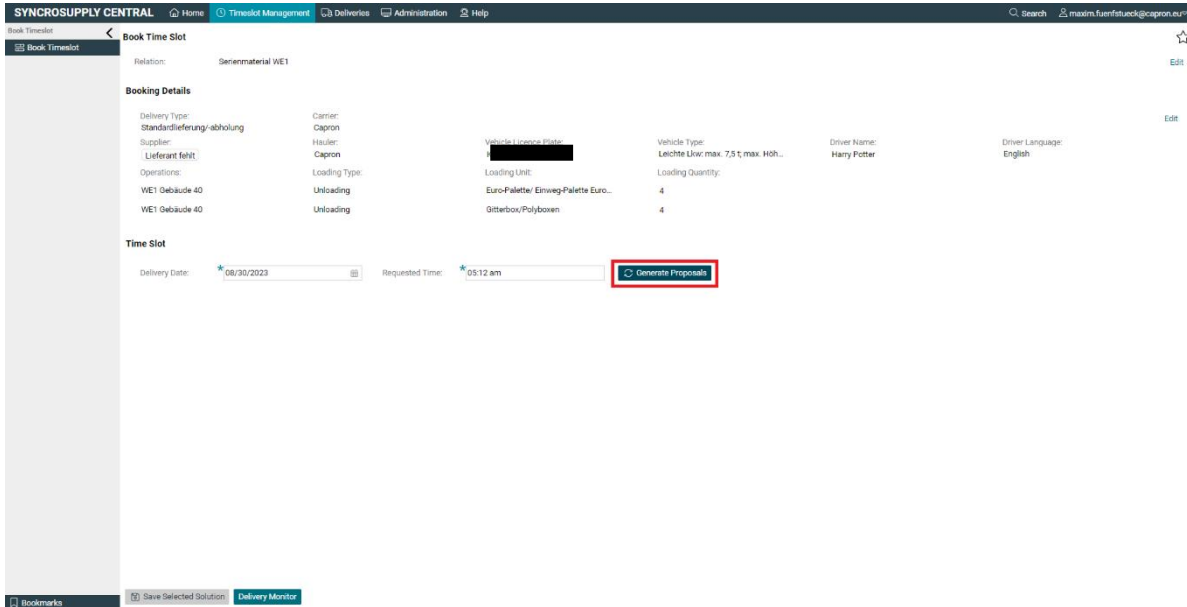 SYNCROSUPPLY CENTRAL Home Timeslot Management Deliveries Administration Help Search maxim.fuenfstueck@capron.eu
Book Timeslot
Book Timeslot
Book Time Slot
Relation: Serienmaterial WE1 Edit
Booking Details
Edit
Delivery Type: Carrier:
Standardlieferung/-abholung Capron
Supplier: Hauler: Vehicle Licence Plate: Vehicle Type: Driver Name: Driver Language:
Lieferant fehlt Capron Leichte Lkw: max. 7,5 t; max. Höh... Harry Potter English
Operations: Loading Type: Loading Unit: Loading Quantity:
WE1 Gebäude 40 Unloading Euro-Palette/ Einweg-Palette Euro... 4
WE1 Gebäude 40 Unloading Gitterbox/Polyboxen 4
Time Slot
Delivery Date: * 08/30/2023 Requested Time: * 05:12 am Generate Proposals
Save Selected Solution Delivery Monitor
Bookmarks